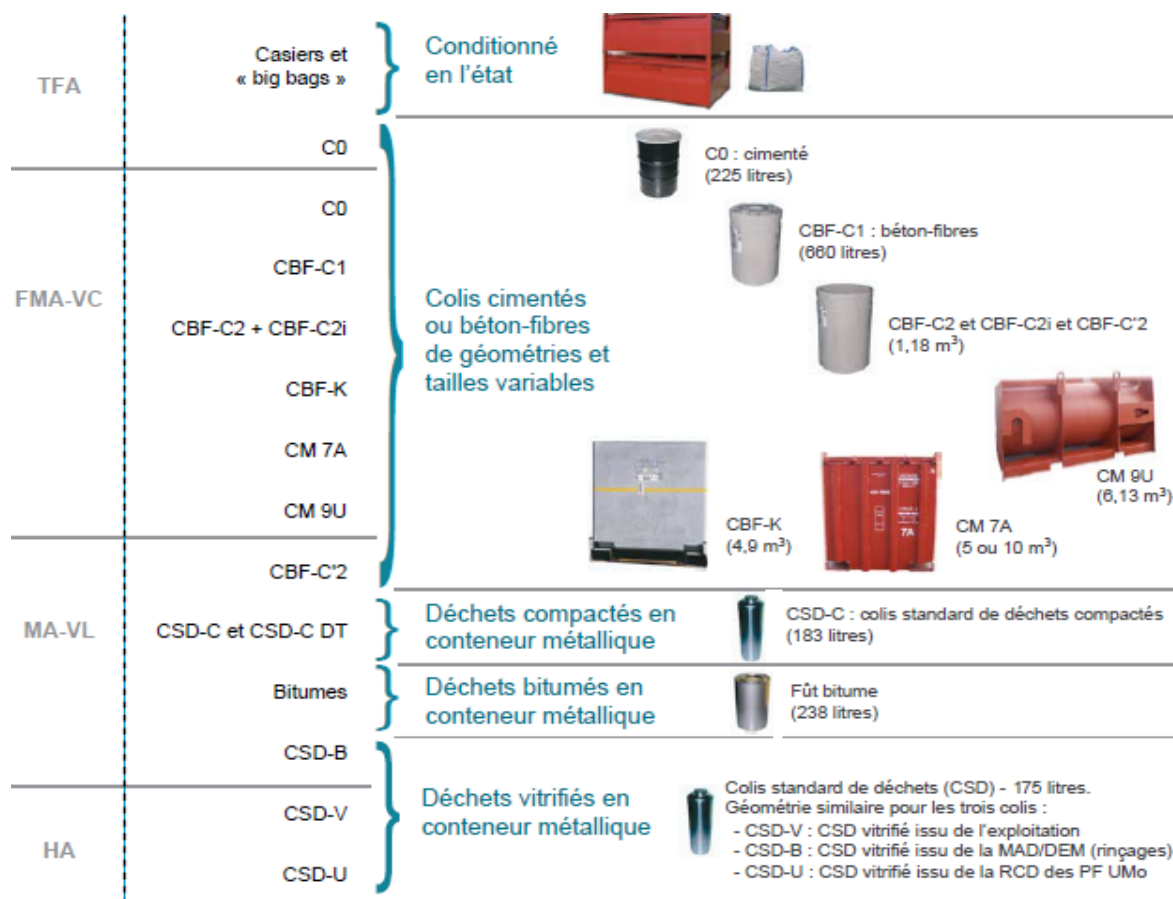 TFA
Casiers et
« big bags »
Conditionné
en l'état
C0
C0 : cimenté
(225 litres)
FMA-VC
C0
CBF-C1
CBF-C2 + CBF-C2i
CBF-K
CM 7A
CM 9U
CBF-C'2
Colis cimentés
ou béton-fibres
de géométries et
tailles variables
CBF-C1 : béton-fibres
(660 litres)
CBF-C2 et CBF-C2i et CBF-C'2
(1,18 m³)
CM 9U
(6,13 m³)
CBF-K
(4,9 m³)
7A
CM 7A
(5 ou 10 m³)
MA-VL
CSD-C et CSD-C DT
Déchets compactés en
conteneur métallique
CSD-C : colis standard de déchets compactés
(183 litres)
Bitumes
Déchets bitumés en
conteneur métallique
Fût bitume
(238 litres)
CSD-B
HA
CSD-V
CSD-U
Déchets vitrifiés en
conteneur métallique
Colis standard de déchets (CSD) - 175 litres.
Géométrie similaire pour les trois colis :
- CSD-V : CSD vitrifié issu de l'exploitation
- CSD-B : CSD vitrifié issu de la MAD/DEM (rinçages)
- CSD-U : CSD vitrifié issu de la RCD des PF UMo